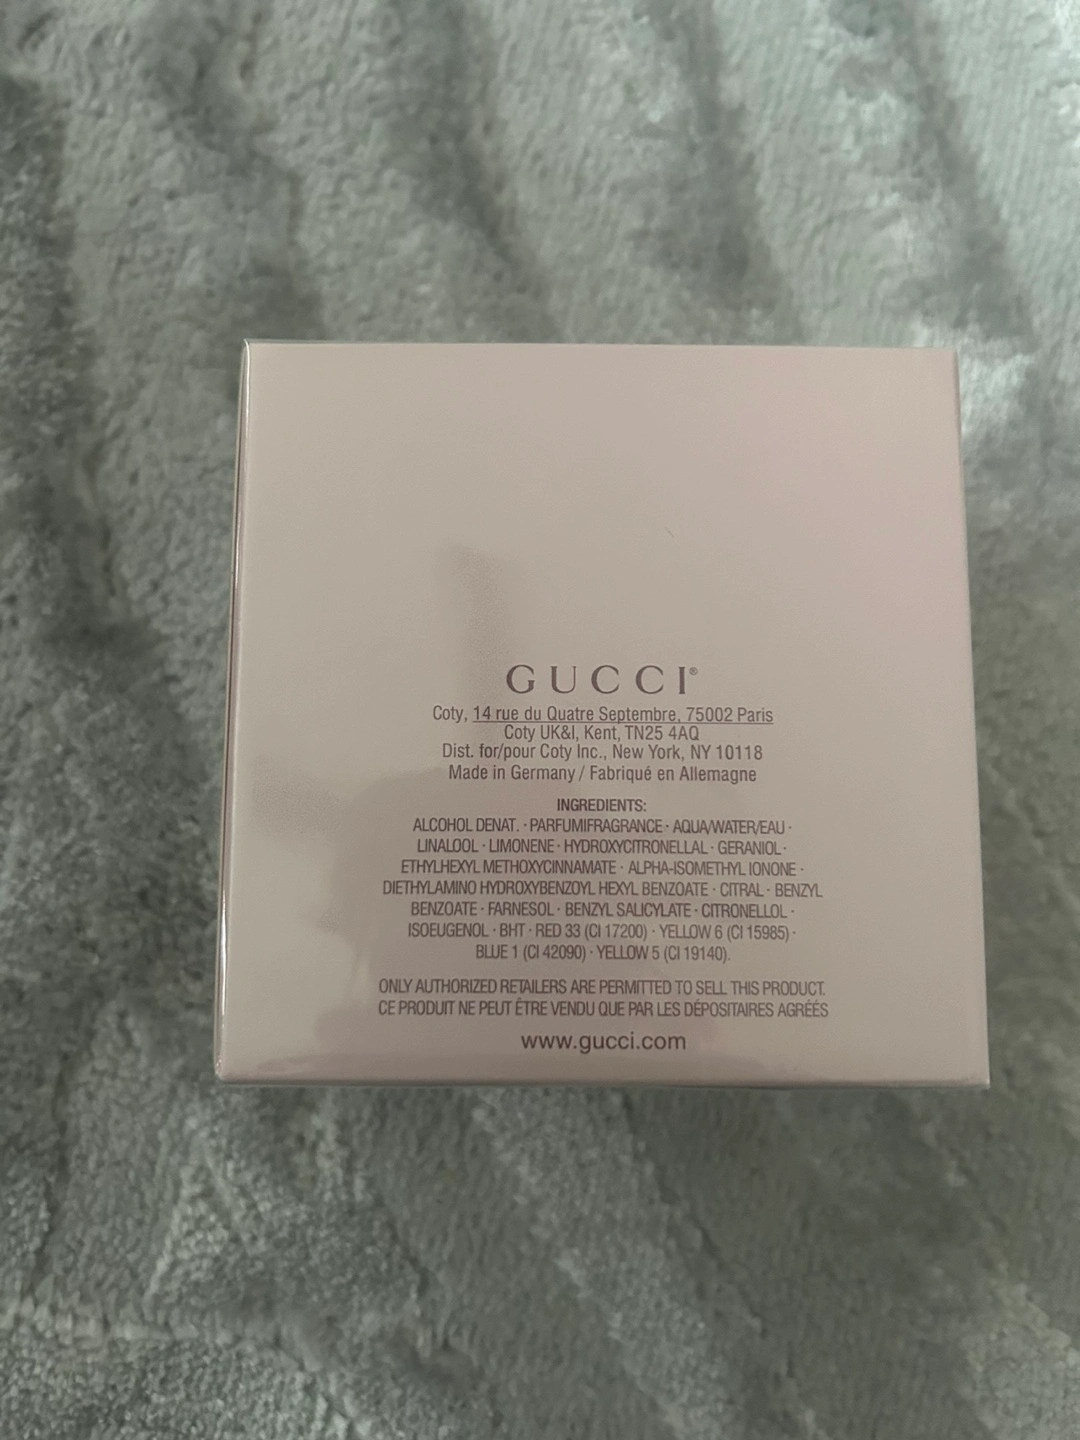 GUCCI®
Coty, 14 rue du Quatre Septembre, 75002 Paris
Coty UK&I, Kent, TN25 4AQ
Dist. for/pour Coty Inc., New York, NY 10118
Made in Germany / Fabriqué en Allemagne
INGREDIENTS:
ALCOHOL DENAT. · PARFUMIFRAGRANCE · AQUA/WATER/EAU ·
LINALOOL · LIMONENE · HYDROXYCITRONELLAL · GERANIOL ·
ETHYLHEXYL METHOXYCINNAMATE · ALPHA-ISOMETHYL IONONE ·
DIETHYLAMINO HYDROXYBENZOYL HEXYL BENZOATE · CITRAL · BENZYL
BENZOATE · FARNESOL · BENZYL SALICYLATE · CITRONELLOL ·
ISOEUGENOL · BHT · RED 33 (CI 17200) · YELLOW 6 (CI 15985) ·
BLUE 1 (CI 42090) · YELLOW 5 (CI 19140).
ONLY AUTHORIZED RETAILERS ARE PERMITTED TO SELL THIS PRODUCT.
CE PRODUIT NE PEUT ÊTRE VENDU QUE PAR LES DÉPOSITAIRES AGRÉÉS
www.gucci.com